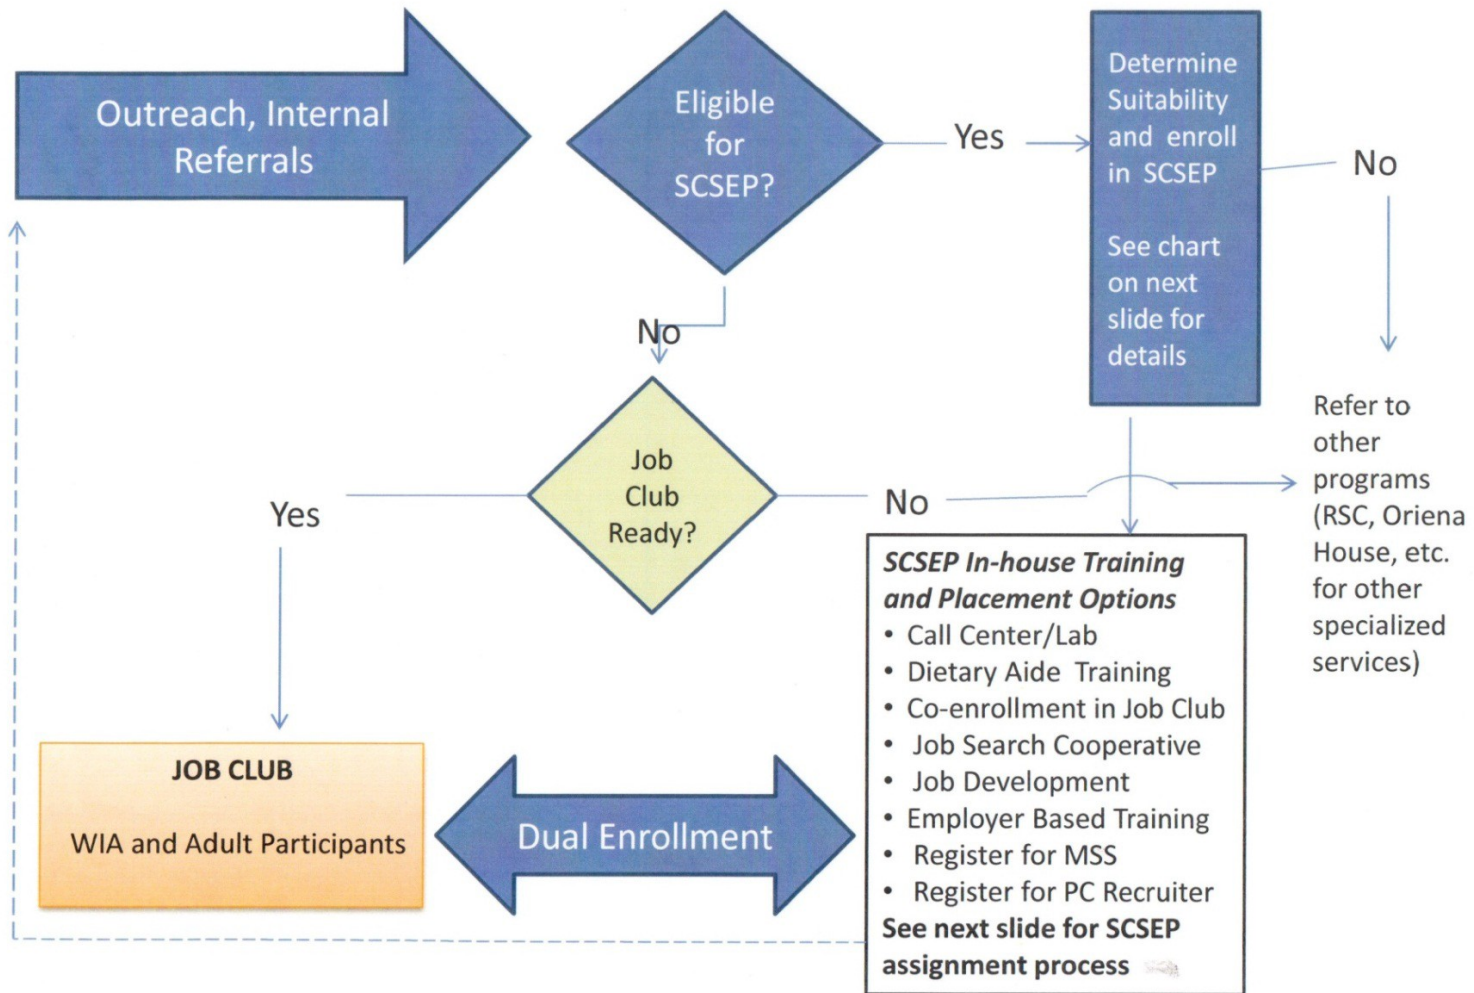 Outreach, Internal
Referrals
Eligible
for
SCSEP?
Yes
Determine
Suitability
and enroll
in SCSEP
See chart
on next
slide for
details
No
No
Job
Club
Ready?
Yes
No
Refer to
other
programs
(RSC, Oriena
House, etc.
for other
specialized
services)
JOB CLUB
WIA and Adult Participants
Dual Enrollment
SCSEP In-house Training
and Placement Options
• Call Center/Lab
• Dietary Aide Training
• Co-enrollment in Job Club
• Job Search Cooperative
• Job Development
• Employer Based Training
• Register for MSS
• Register for PC Recruiter
See next slide for SCSEP
assignment process